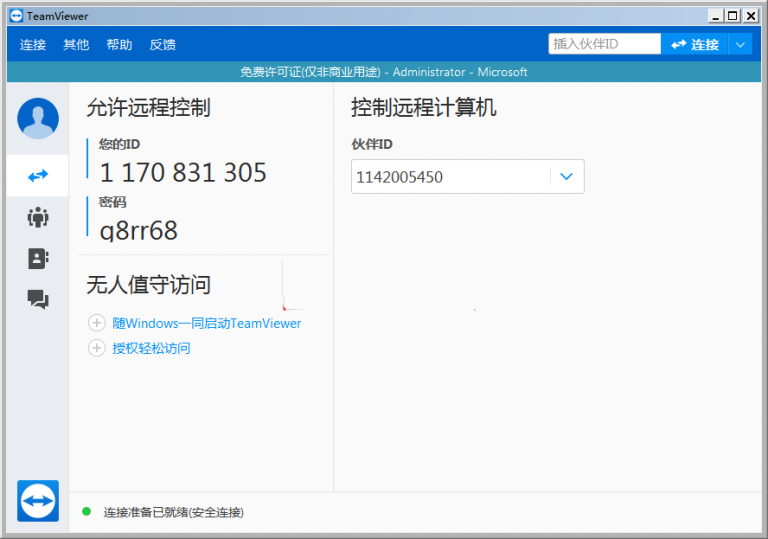 TeamViewer
连接 其他 帮助 反馈
插入伙伴ID 连接
免费许可证(仅非商业用途) - Administrator - Microsoft
允许远程控制
您的ID
1 170 831 305
密码
q8rr68
无人值守访问
随Windows一同启动TeamViewer
授权轻松访问
控制远程计算机
伙伴ID
1142005450
连接准备已就绪(安全连接)